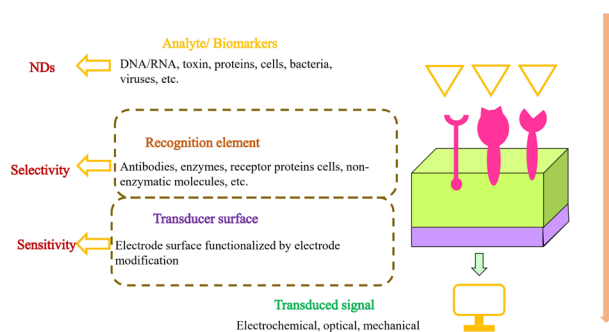 Analyte/ Biomarkers
NDs
DNA/RNA, toxin, proteins, cells, bacteria,
viruses, etc.
Recognition element
Selectivity
Antibodies, enzymes, receptor proteins cells, non-
enzymatic molecules, etc.
Transducer surface
Sensitivity
Electrode surface functionalized by electrode
modification
Transduced signal
Electrochemical, optical, mechanical